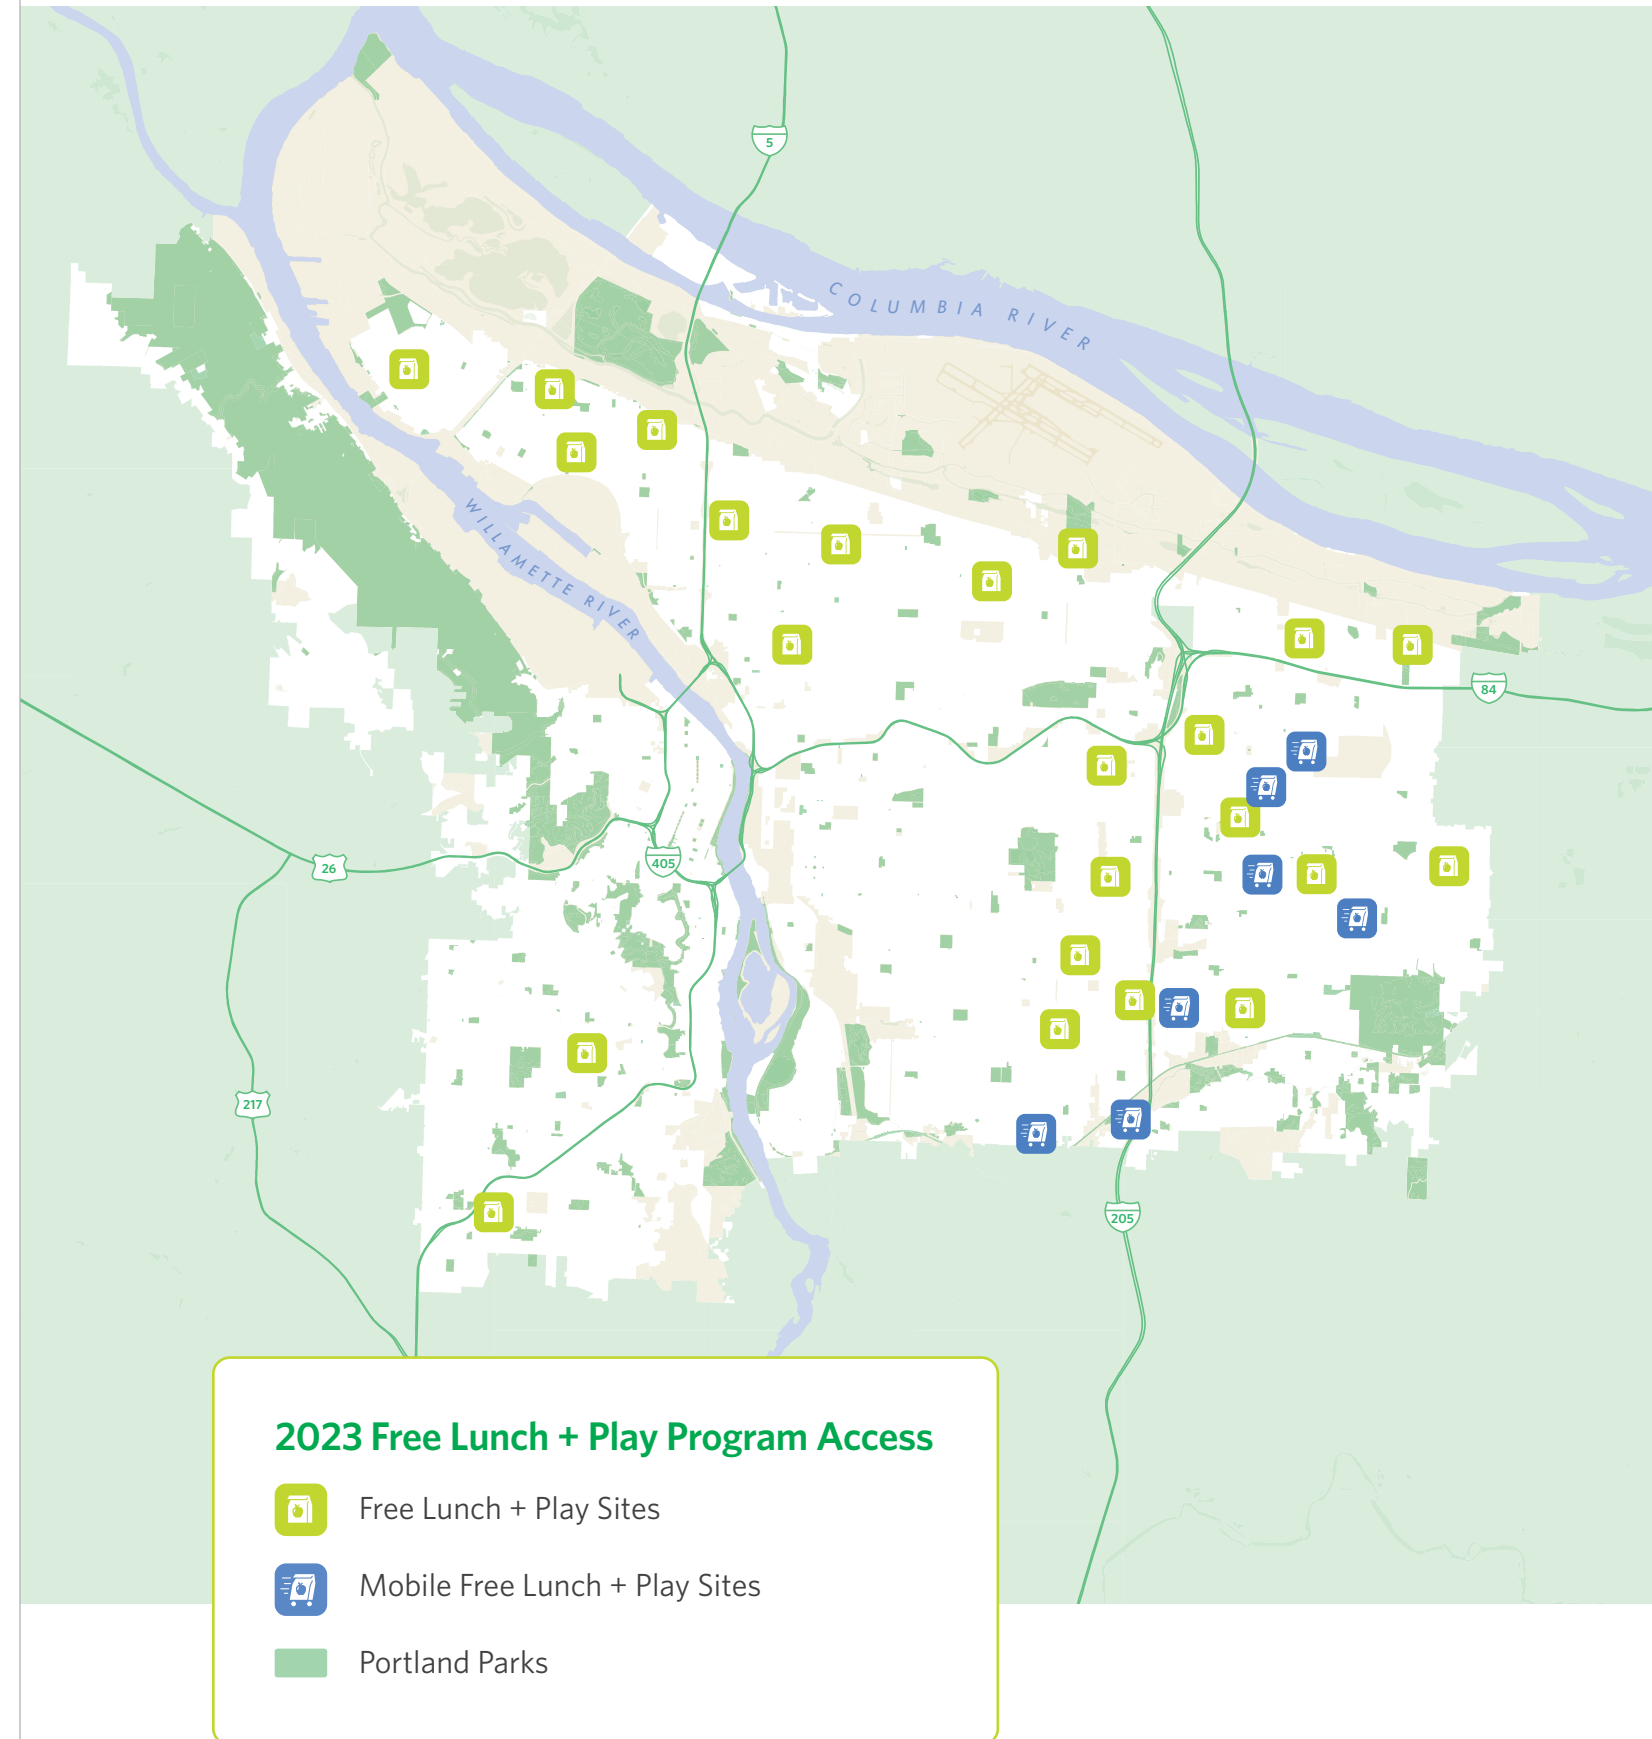 5
COLUMBIA RIVER
WILLAMETTE RIVER
84
26
405
217
205
2023 Free Lunch + Play Program Access
Free Lunch + Play Sites
Mobile Free Lunch + Play Sites
Portland Parks